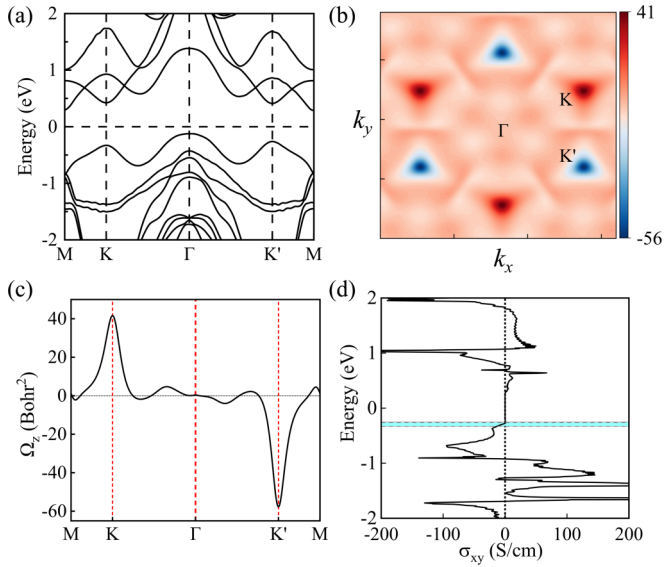 (a)
2
1
0
-1
-2
Energy (eV)
M K Γ K' M
(b)
41
-56
K
Γ
K'
k_y
k_x
(c)
40
20
0
-20
-40
-60
Ω_z (Bohr²)
M K Γ K' M
(d)
2
1
0
-1
-2
Energy (eV)
-200 -100 0 100 200
σ_xy (S/cm)